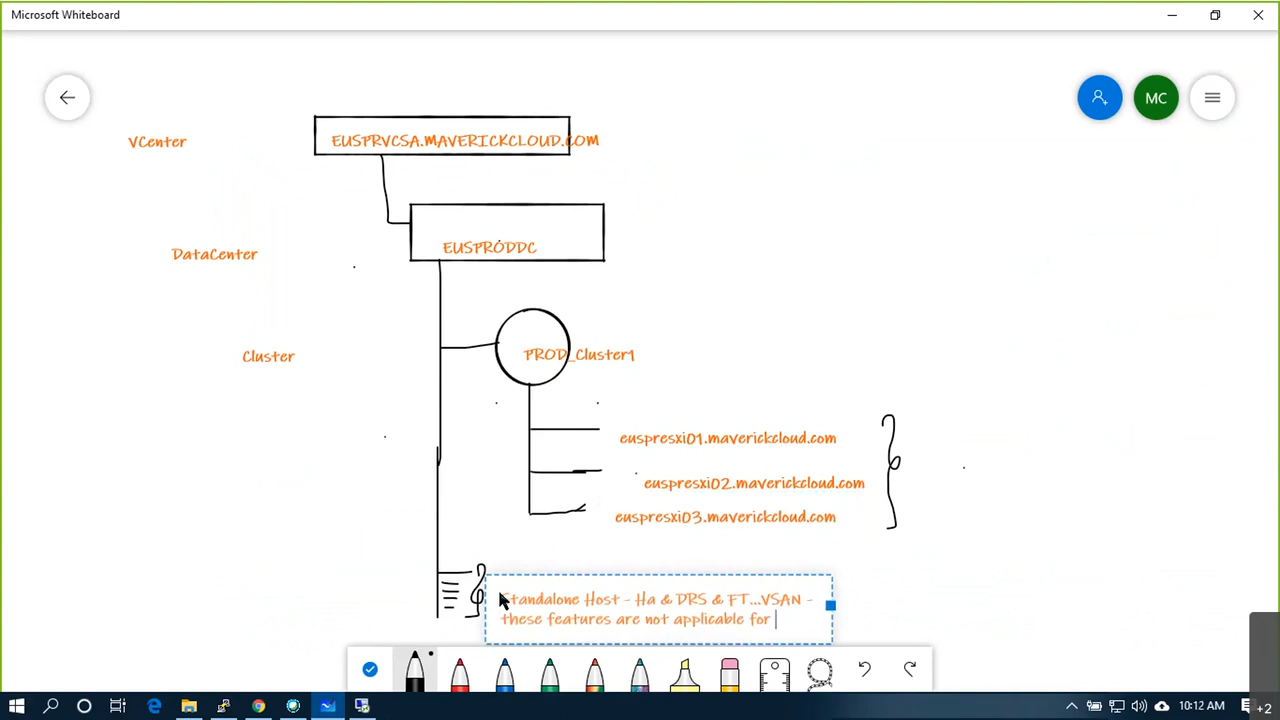 Microsoft Whiteboard
MC
VCenter
EUSPRVCSA.MAVERICKCLOUD.COM
DataCenter
EUSPRODDC
Cluster
PROD_Cluster1
euspresxi01.maverickcloud.com
euspresxi02.maverickcloud.com
euspresxi03.maverickcloud.com
Standalone Host - Ha & DRS & FT...VSAN -
these features are not applicable for
10:12 AM
+2